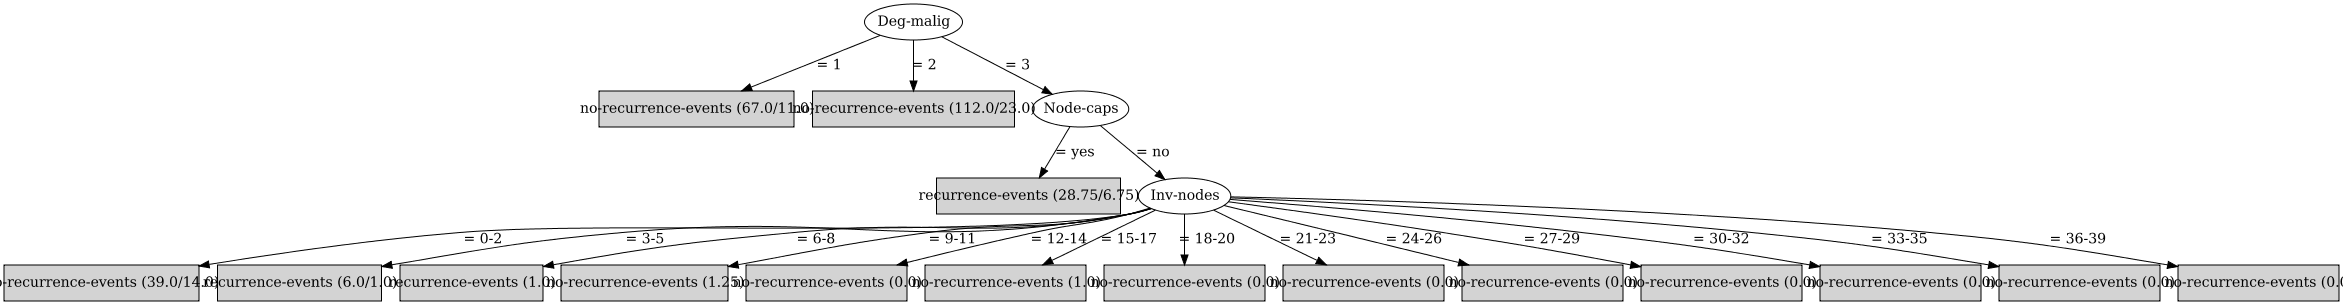 Deg-malig
= 1
= 2
= 3
no-recurrence-events (67.0/11.0)
no-recurrence-events (112.0/23.0)
Node-caps
= yes
= no
recurrence-events (28.75/6.75)
Inv-nodes
= 0-2
= 3-5
= 6-8
= 9-11
= 12-14
= 15-17
= 18-20
= 21-23
= 24-26
= 27-29
= 30-32
= 33-35
= 36-39
no-recurrence-events (39.0/14.0)
recurrence-events (6.0/1.0)
recurrence-events (1.0)
no-recurrence-events (1.25)
no-recurrence-events (0.0)
no-recurrence-events (1.0)
no-recurrence-events (0.0)
no-recurrence-events (0.0)
no-recurrence-events (0.0)
no-recurrence-events (0.0)
no-recurrence-events (0.0)
no-recurrence-events (0.0)
no-recurrence-events (0.0